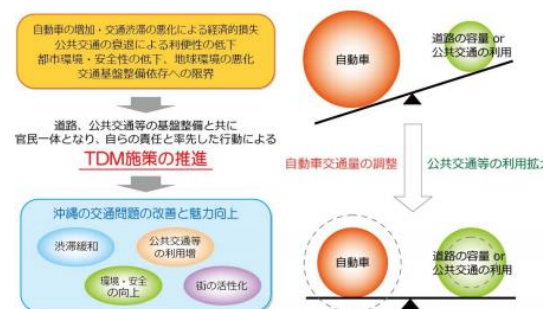 自動車の増加・交通渋滞の悪化による経済的損失
公共交通の衰退による利便性の低下
都市環境・安全性の低下、地球環境の悪化
交通基盤整備依存への限界
道路、公共交通等の基盤整備と共に
官民一体となり、自らの責任と率先した行動による
TDM施策の推進
沖縄の交通問題の改善と魅力向上
渋滞緩和
公共交通等
の利用増
環境・安全
の向上
街の活性化
自動車
道路の容量 or
公共交通の利用
自動車交通量の調整
公共交通等の利用拡大
自動車
道路の容量 or
公共交通の利用